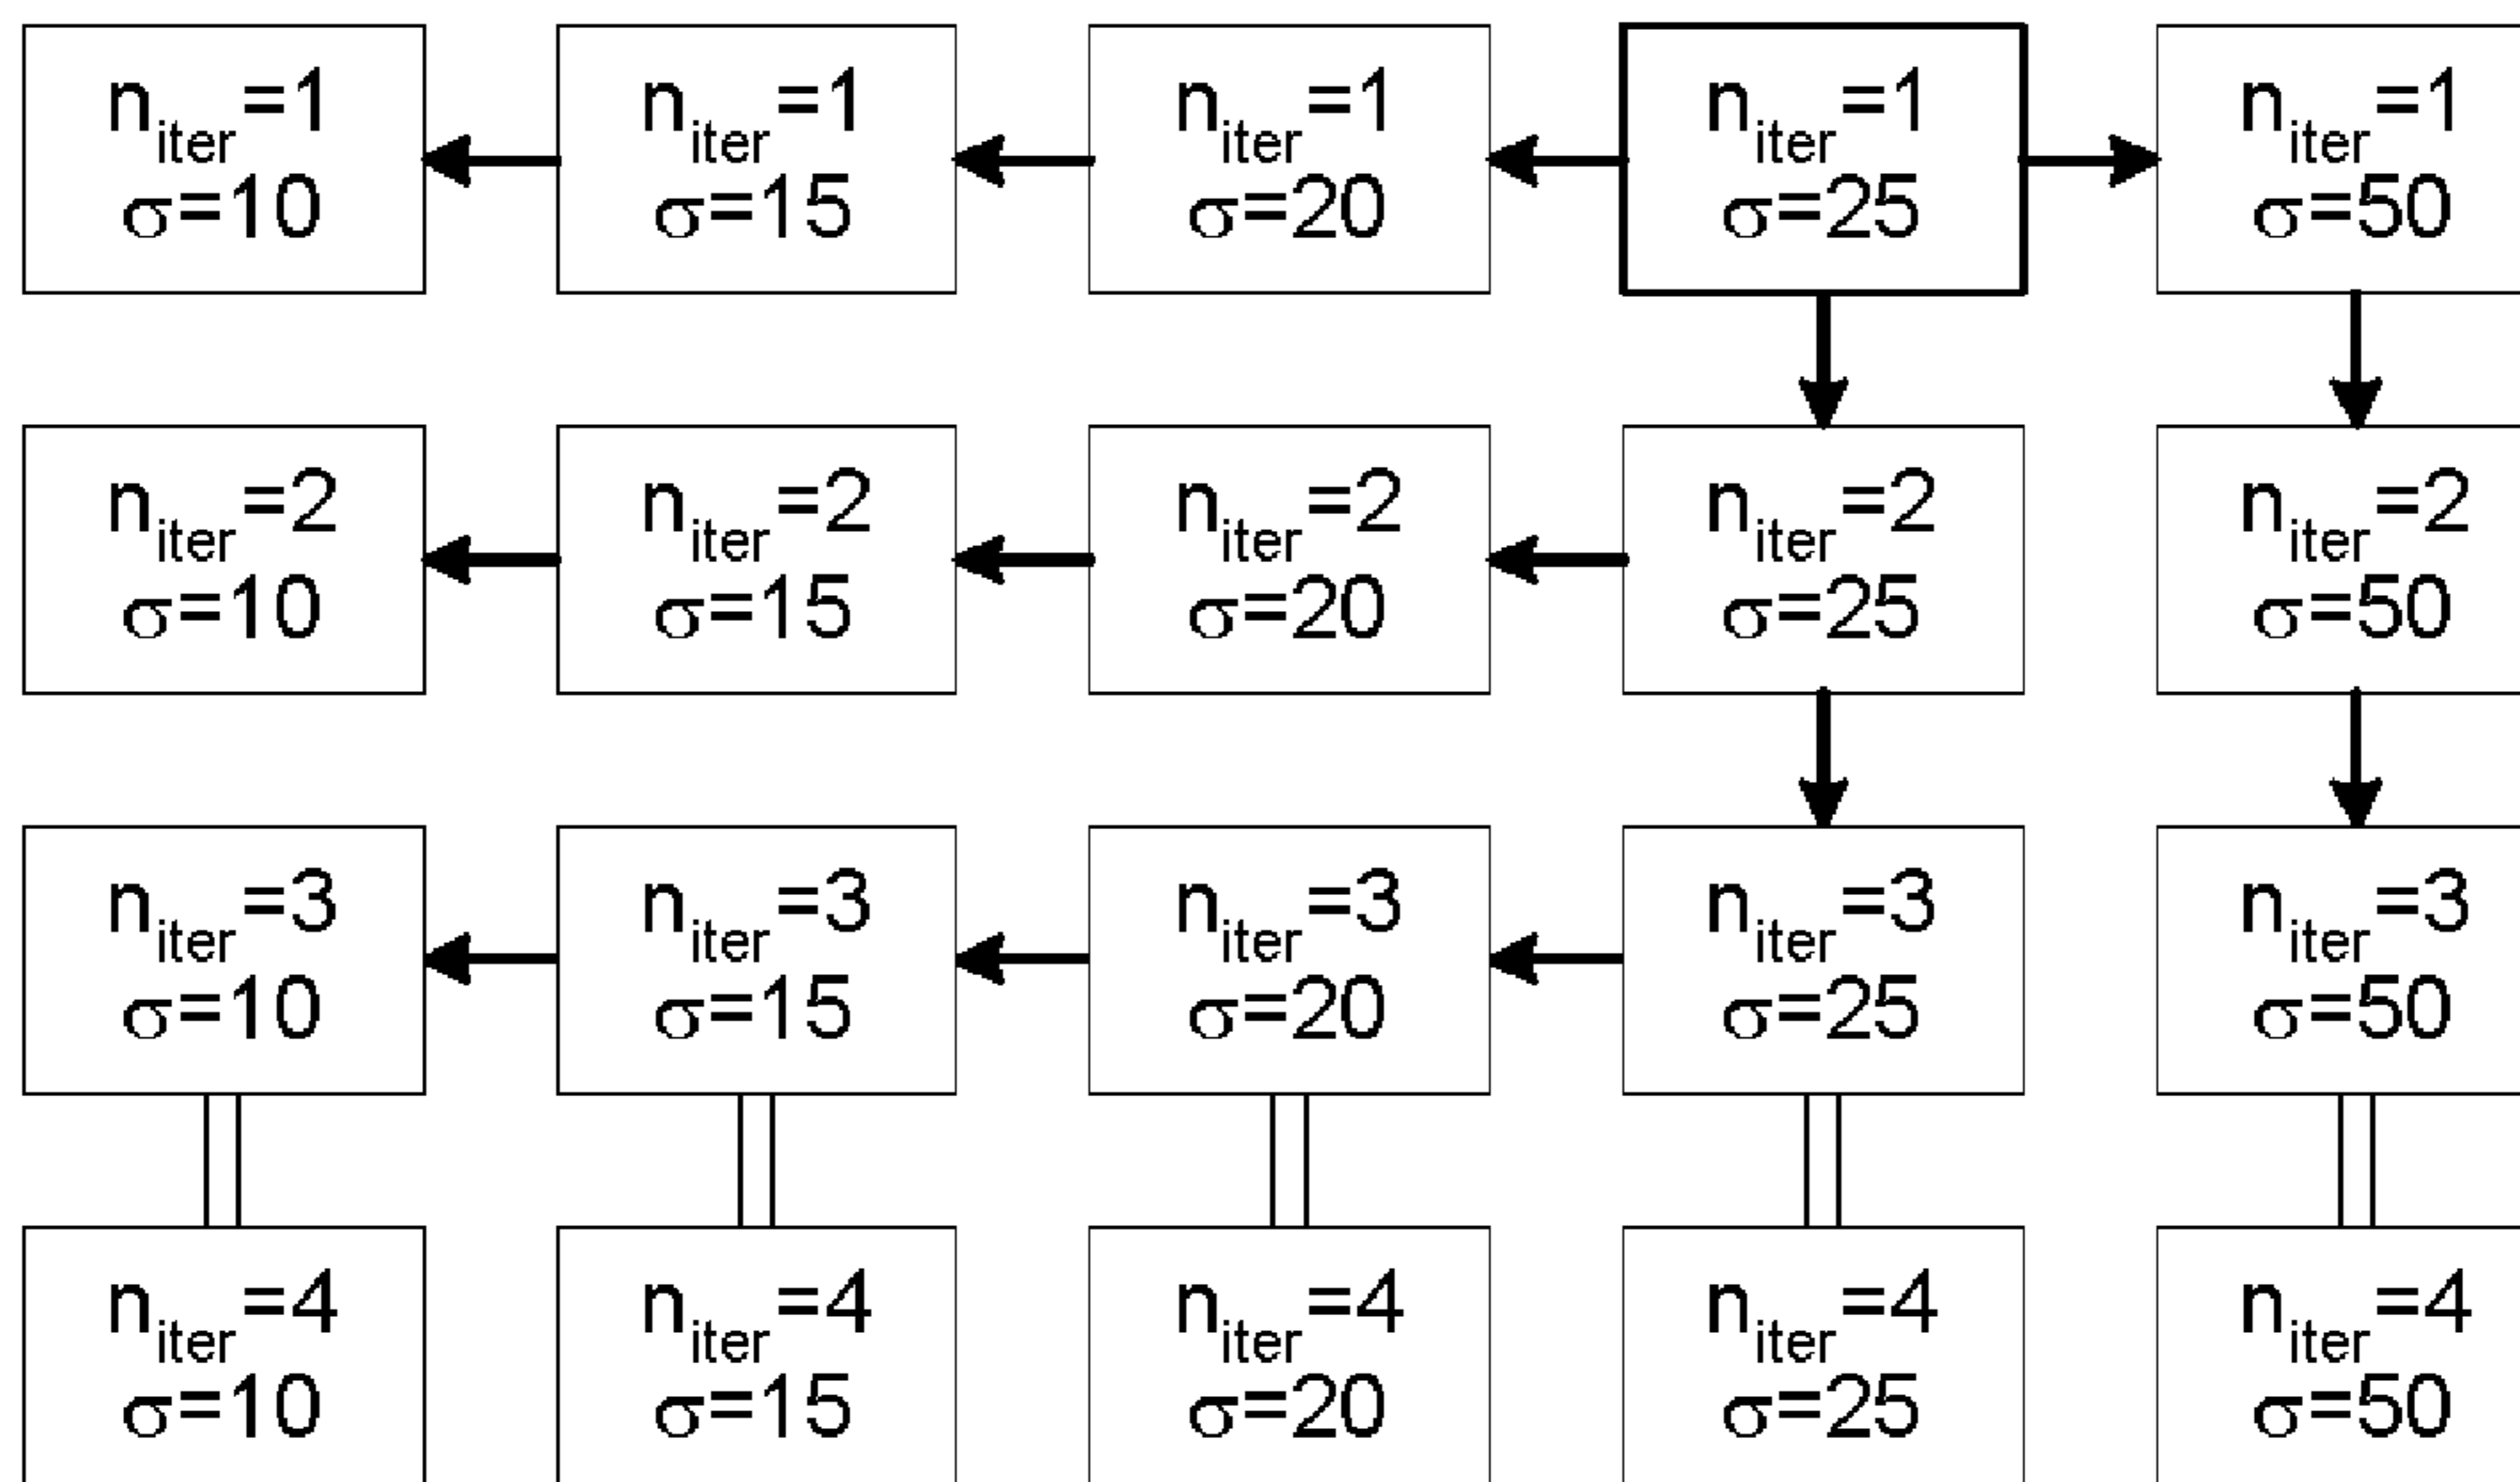 n_iter =1 n_iter =1 n_iter =1 n_iter =1 n_iter =1
σ=10 σ=15 σ=20 σ=25 σ=50
n_iter =2 n_iter =2 n_iter =2 n_iter =2 n_iter =2
σ=10 σ=15 σ=20 σ=25 σ=50
n_iter =3 n_iter =3 n_iter =3 n_iter =3 n_iter =3
σ=10 σ=15 σ=20 σ=25 σ=50
n_iter =4 n_iter =4 n_iter =4 n_iter =4 n_iter =4
σ=10 σ=15 σ=20 σ=25 σ=50